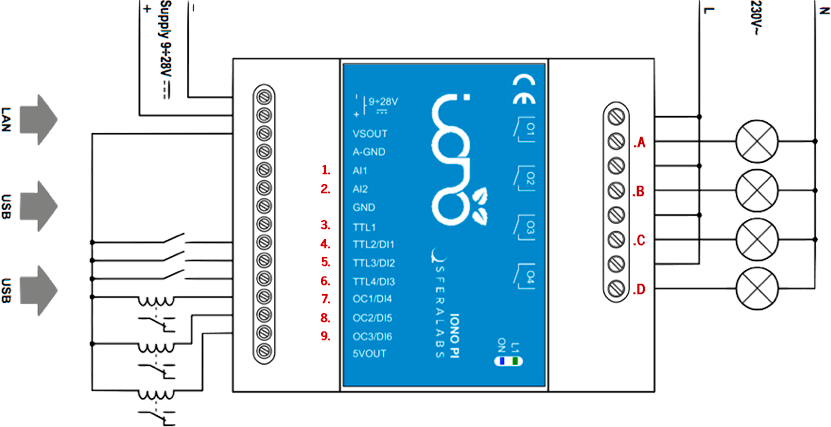 Supply 9÷28V
-
+
LAN
USB
USB
- 9÷28V
+
VSOUT
A-GND
1. AI1
2. AI2
GND
3. TTL1
4. TTL2/DI1
5. TTL3/DI2
6. TTL4/DI3
7. OC1/DI4
8. OC2/DI5
9. OC3/DI6
5VOUT
iono
SFERALABS
IONO PI
CE
O1
O2
O3
O4
ON
L1
.A
.B
.C
.D
L
230V~
N